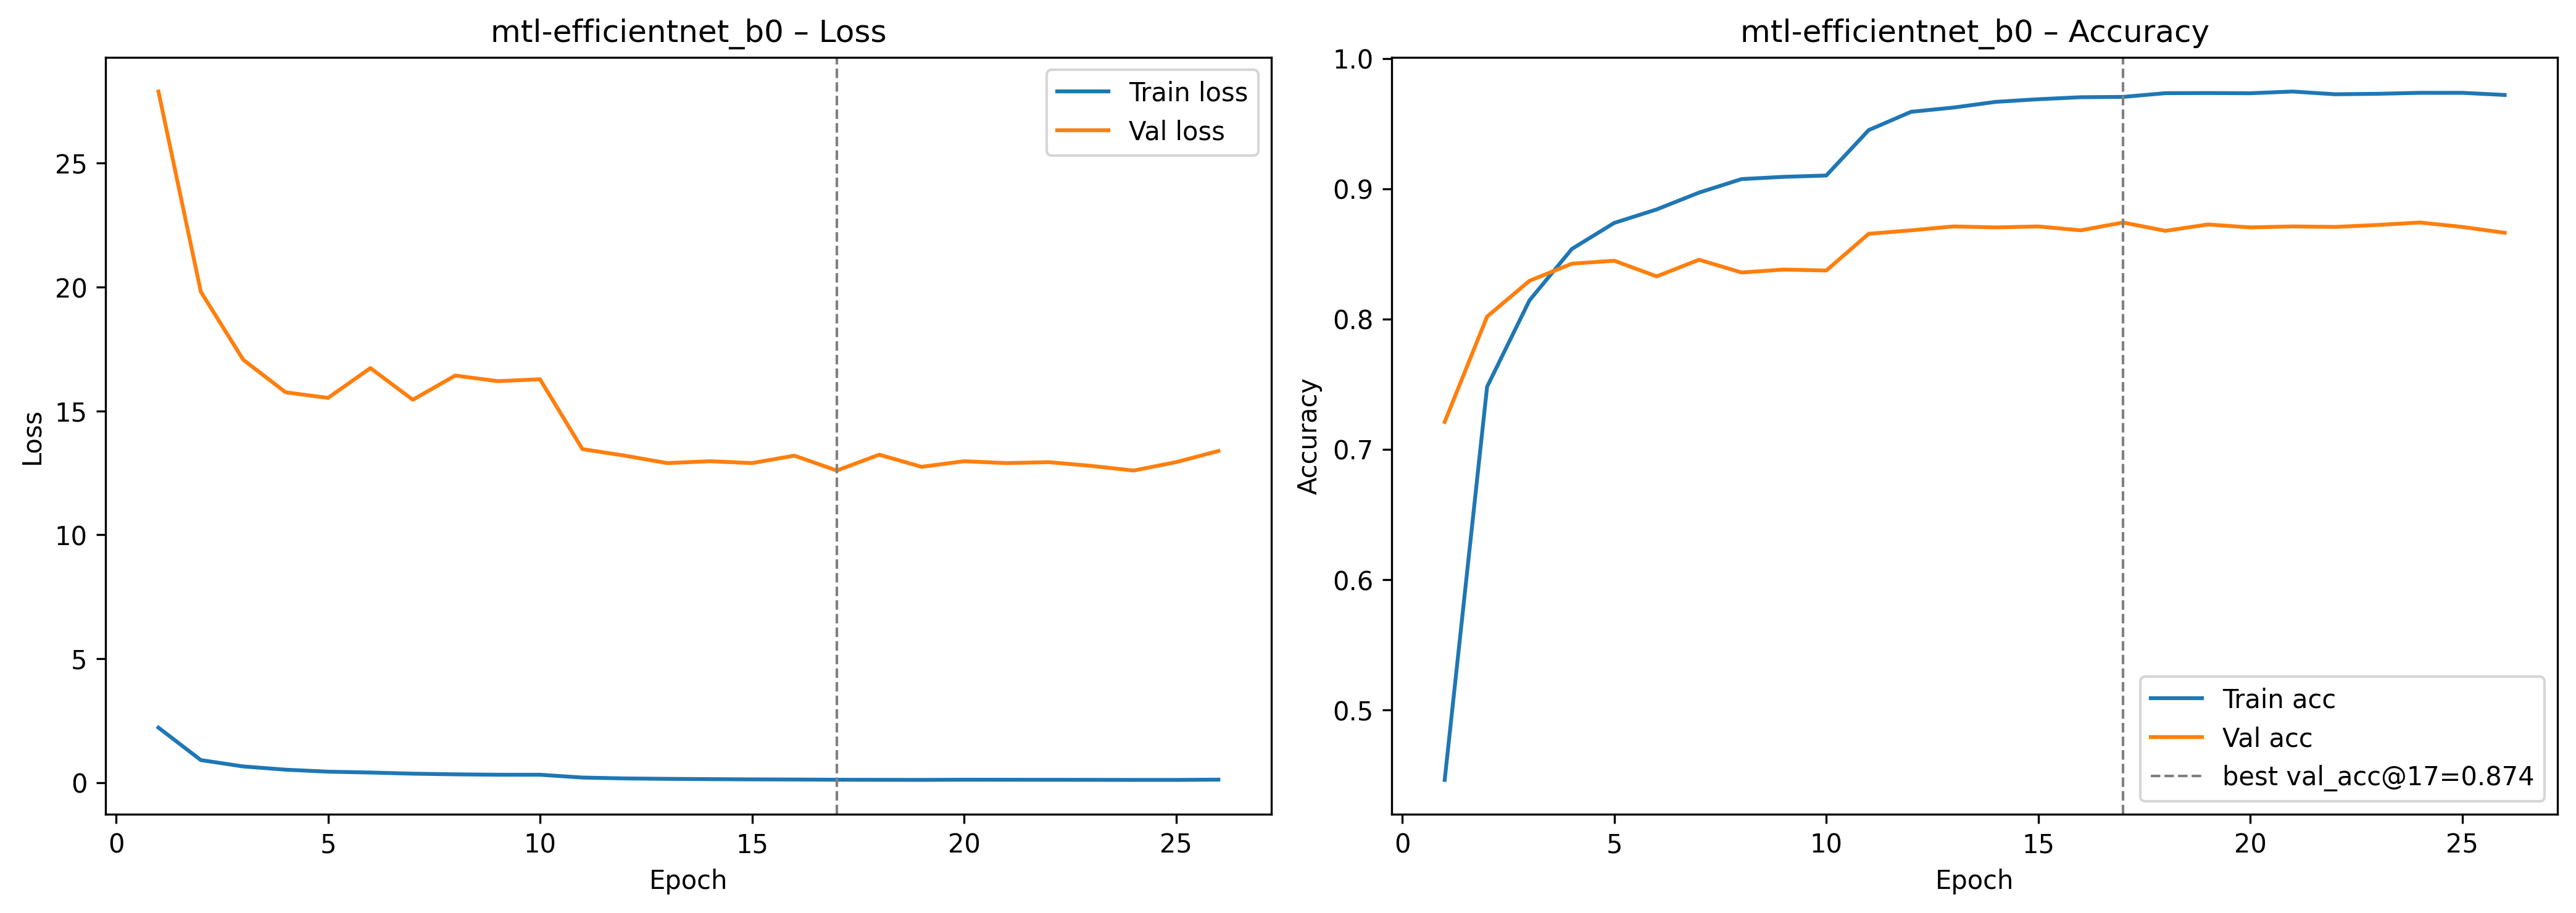 mtl-efficientnet_b0 – Loss
Train loss
Val loss
25
20
15
10
5
0
Loss
0 5 10 15 20 25
Epoch
mtl-efficientnet_b0 – Accuracy
1.0
0.9
0.8
0.7
0.6
0.5
Accuracy
Train acc
Val acc
best val_acc@17=0.874
0 5 10 15 20 25
Epoch